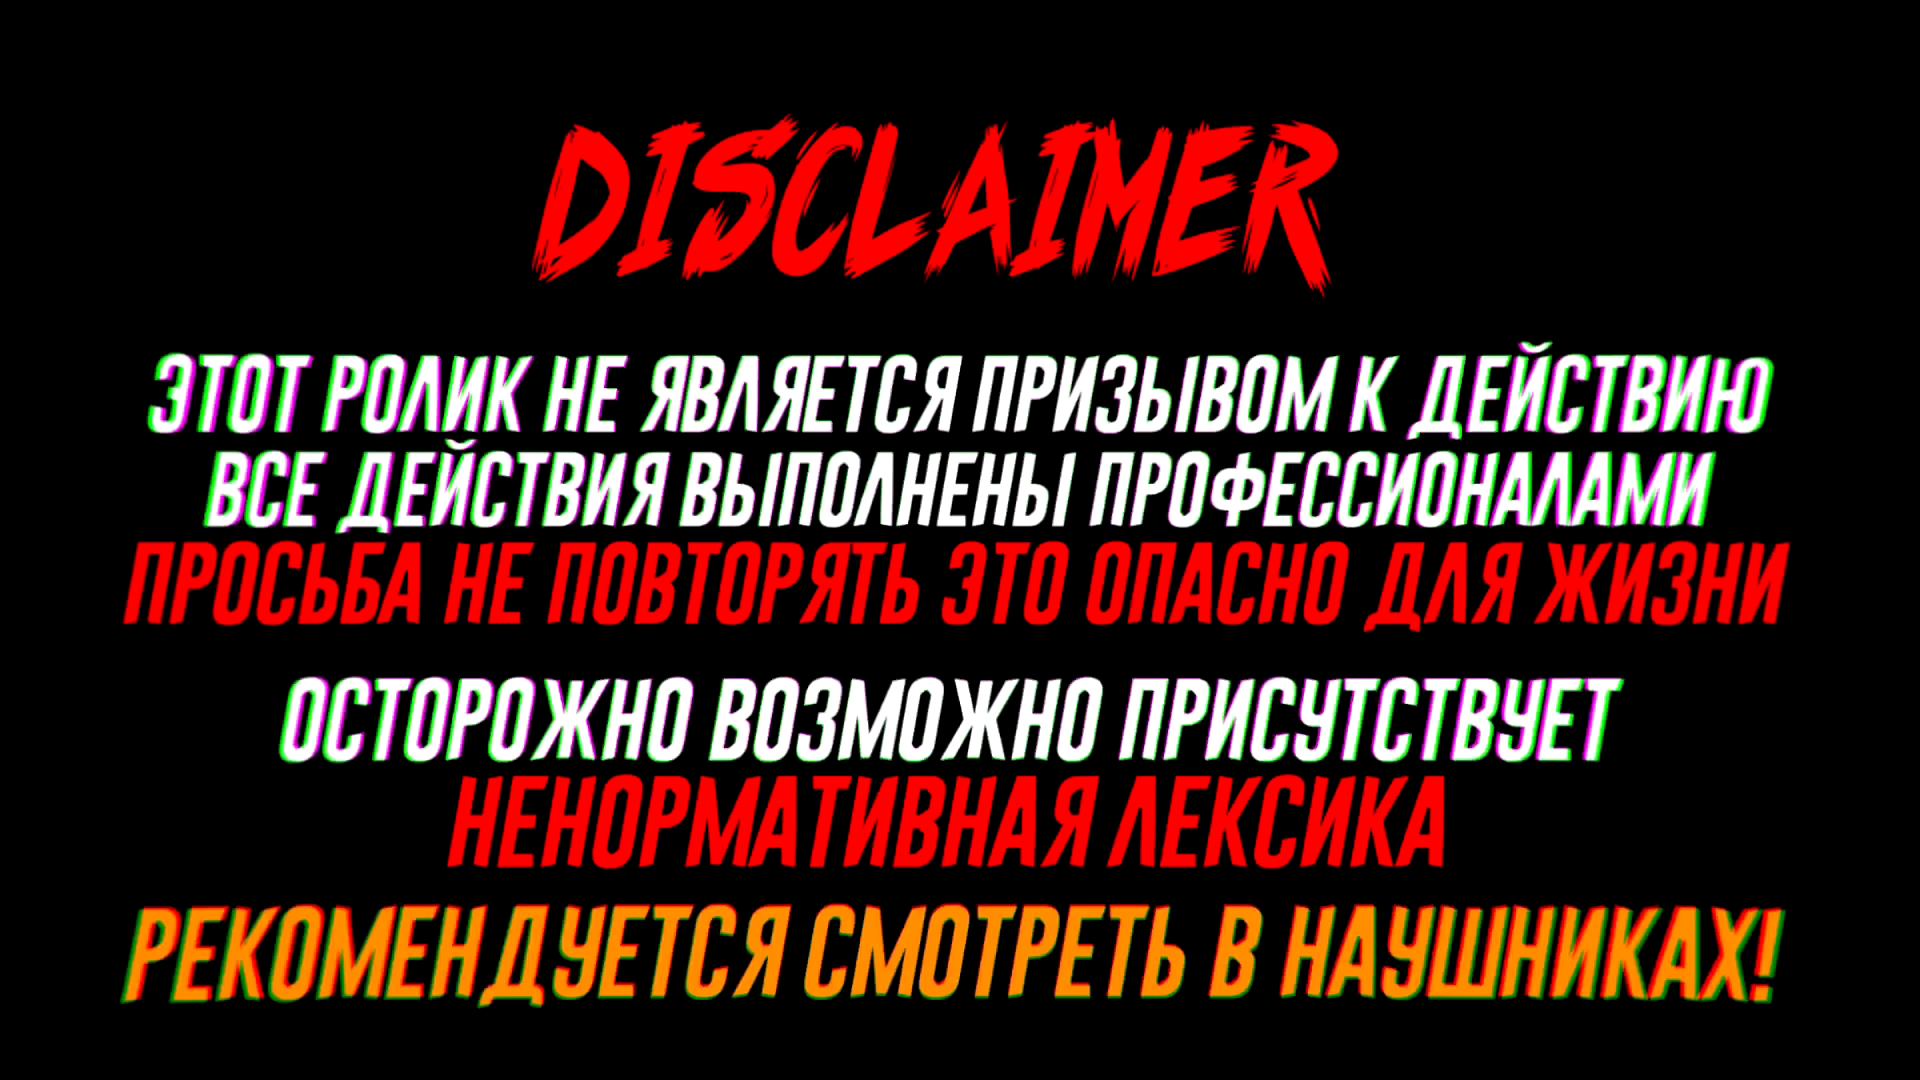 DISCLAIMER
ЭТОТ РОЛИК НЕ ЯВЛЯЕТСЯ ПРИЗЫВОМ К ДЕЙСТВИЮ
ВСЕ ДЕЙСТВИЯ ВЫПОЛНЕНЫ ПРОФЕССИОНАЛАМИ
ПРОСЬБА НЕ ПОВТОРЯТЬ ЭТО ОПАСНО ДЛЯ ЖИЗНИ
ОСТОРОЖНО ВОЗМОЖНО ПРИСУТСТВУЕТ
НЕНОРМАТИВНАЯ ЛЕКСИКА
РЕКОМЕНДУЕТСЯ СМОТРЕТЬ В НАУШНИКАХ!